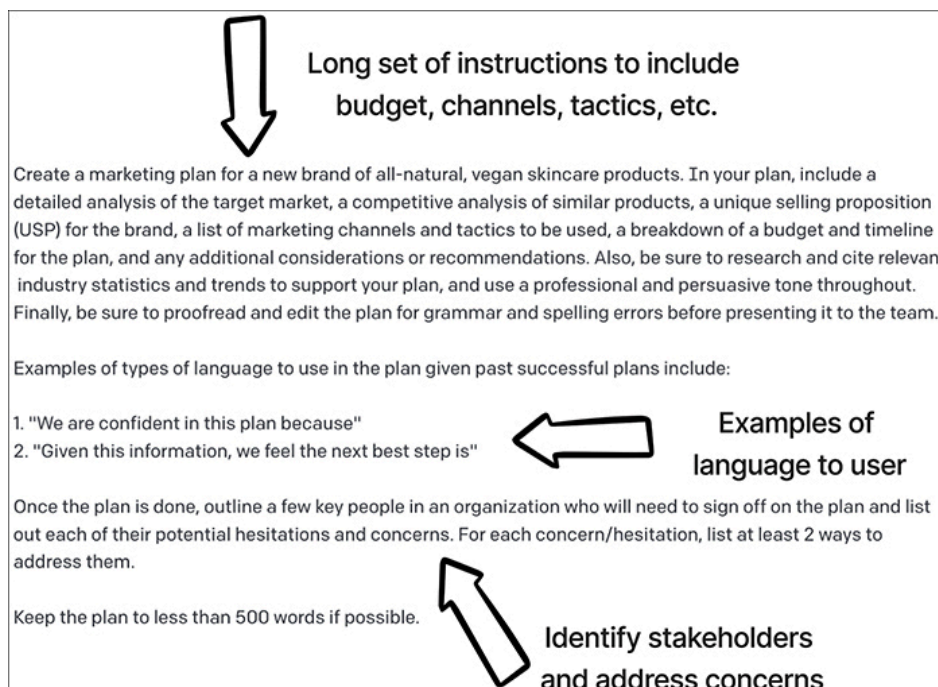 Long set of instructions to include
budget, channels, tactics, etc.
Create a marketing plan for a new brand of all-natural, vegan skincare products. In your plan, include a
detailed analysis of the target market, a competitive analysis of similar products, a unique selling proposition
(USP) for the brand, a list of marketing channels and tactics to be used, a breakdown of a budget and timeline
for the plan, and any additional considerations or recommendations. Also, be sure to research and cite relevan
industry statistics and trends to support your plan, and use a professional and persuasive tone throughout.
Finally, be sure to proofread and edit the plan for grammar and spelling errors before presenting it to the team.
Examples of types of language to use in the plan given past successful plans include:
1. "We are confident in this plan because"
2. "Given this information, we feel the next best step is"
Examples of
language to user
Once the plan is done, outline a few key people in an organization who will need to sign off on the plan and list
out each of their potential hesitations and concerns. For each concern/hesitation, list at least 2 ways to
address them.
Keep the plan to less than 500 words if possible.
Identify stakeholders
and address concerns